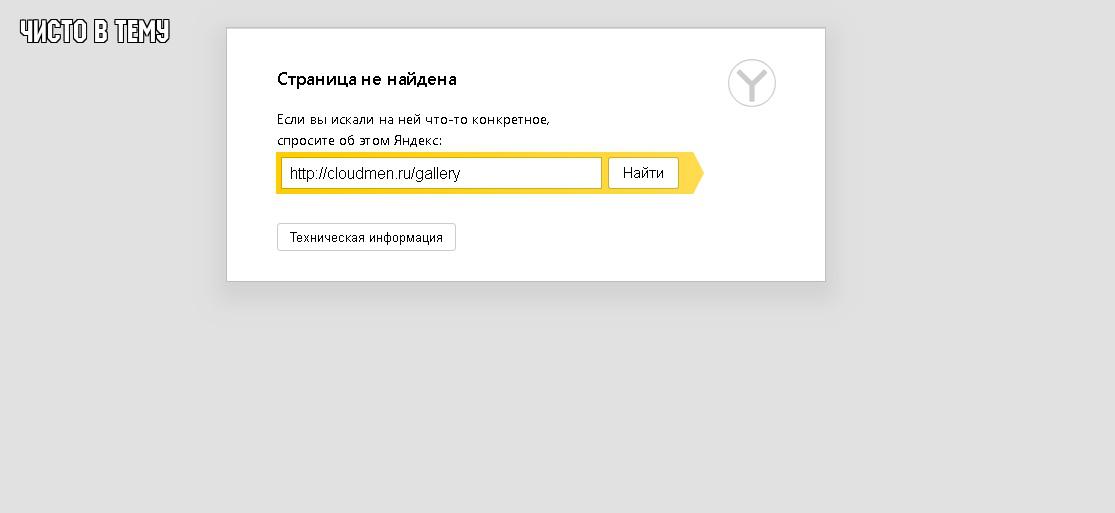 ЧИСТО В ТЕМУ
Страница не найдена
Если вы искали на ней что-то конкретное,
спросите об этом Яндекс:
http://cloudmen.ru/gallery
Найти
Техническая информация